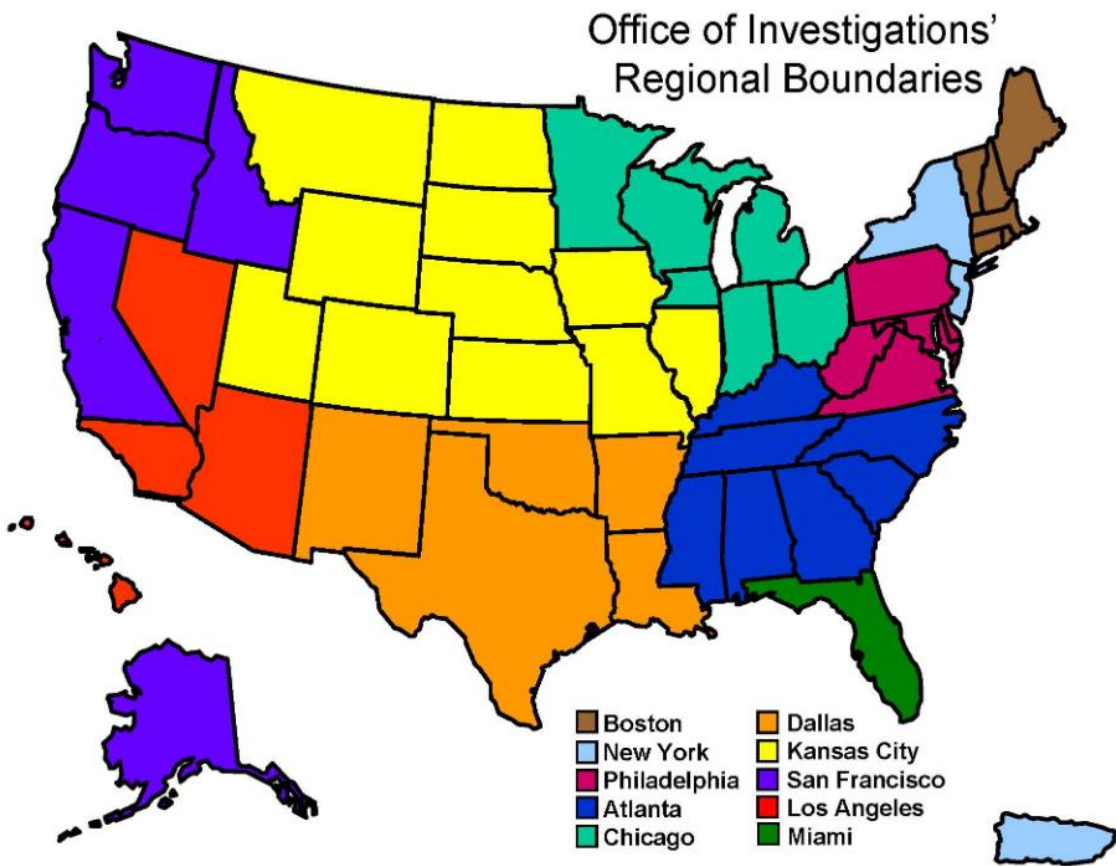 Office of Investigations'
Regional Boundaries
Boston
New York
Philadelphia
Atlanta
Chicago
Dallas
Kansas City
San Francisco
Los Angeles
Miami